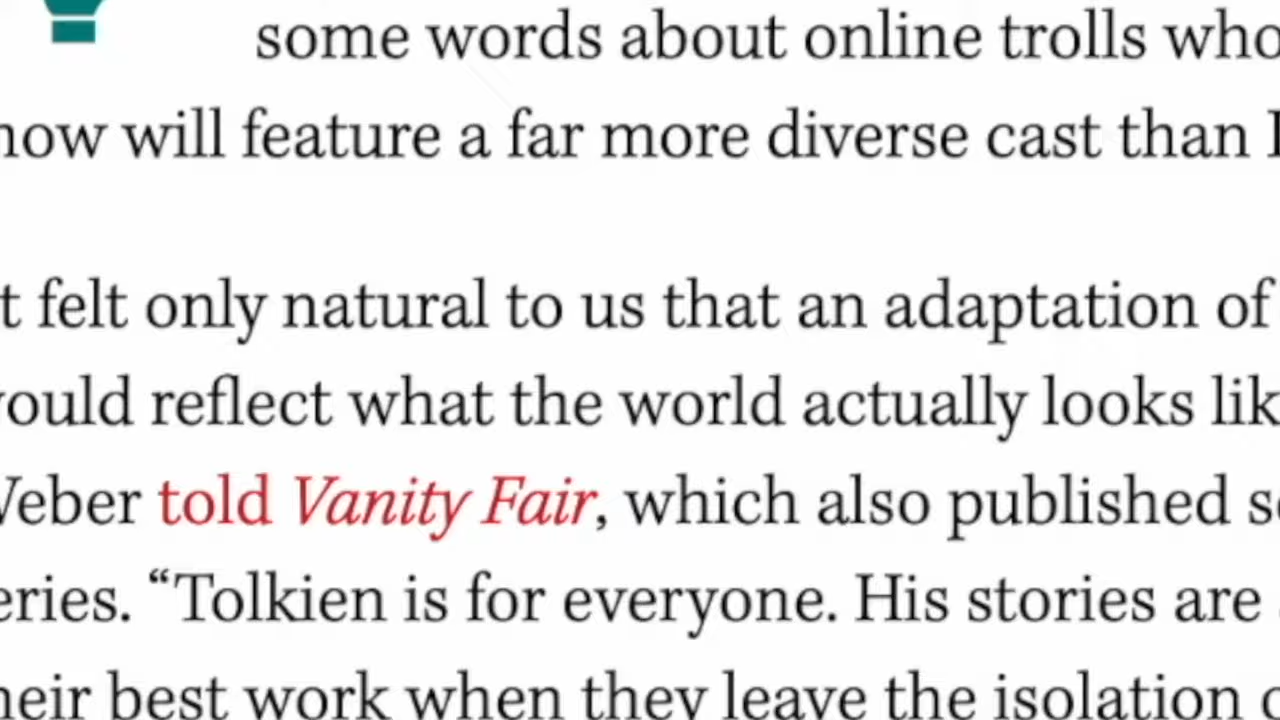 some words about online trolls who
now will feature a far more diverse cast than
t felt only natural to us that an adaptation of
ould reflect what the world actually looks lik
Weber told Vanity Fair, which also published s
eries. “Tolkien is for everyone. His stories are
heir best work when they leave the isolation